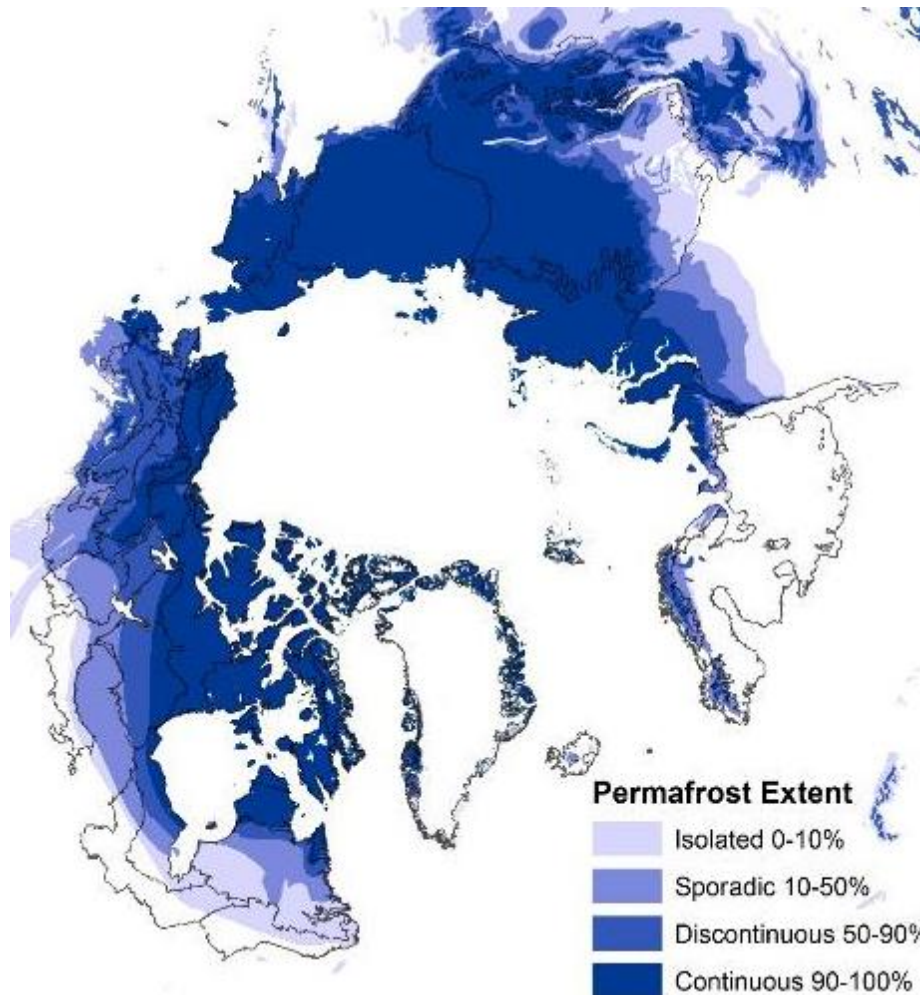 Permafrost Extent
Isolated 0-10%
Sporadic 10-50%
Discontinuous 50-90%
Continuous 90-100%